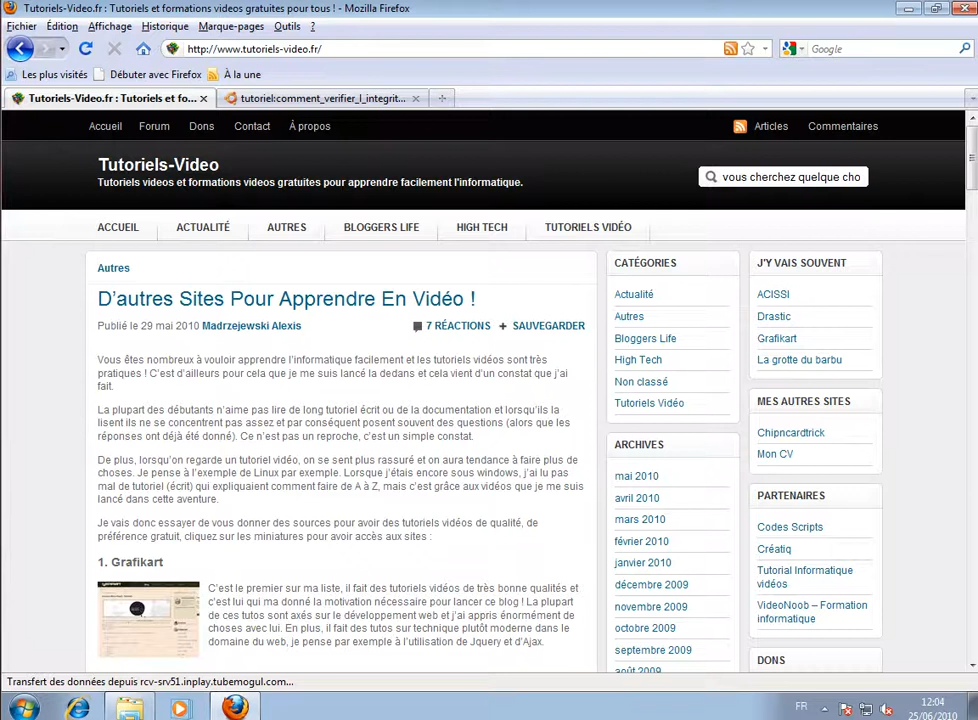 Tutoriels-Video.fr : Tutoriels et formations videos gratuites pour tous ! - Mozilla Firefox
Fichier Édition Affichage Historique Marque-pages Outils ?
http://www.tutoriels-video.fr/ Google
Les plus visités Débuter avec Firefox À la une
Tutoriels-Video.fr : Tutoriels et fo... tutoriel:comment_verifier_l_integrit...
Accueil Forum Dons Contact À propos Articles Commentaires
Tutoriels-Video
Tutoriels videos et formations videos gratuites pour apprendre facilement l'informatique.
vous cherchez quelque cho
ACCUEIL ACTUALITÉ AUTRES BLOGGERS LIFE HIGH TECH TUTORIELS VIDÉO
Autres
D'autres Sites Pour Apprendre En Vidéo !
Publié le 29 mai 2010 Madrzejewski Alexis 7 RÉACTIONS + SAUVEGARDER
Vous êtes nombreux à vouloir apprendre l'informatique facilement et les tutoriels vidéos sont très
pratiques ! C'est d'ailleurs pour cela que je me suis lancé la dedans et cela vient d'un constat que j'ai
fait.
La plupart des débutants n'aime pas lire de long tutoriel écrit ou de la documentation et lorsqu'ils la
lisent ils ne se concentrent pas assez et par conséquent posent souvent des questions (alors que les
réponses ont déjà été donné). Ce n'est pas un reproche, c'est un simple constat.
De plus, lorsqu'on regarde un tutoriel vidéo, on se sent plus rassuré et on aura tendance à faire plus de
choses. Je pense à l'exemple de Linux par exemple. Lorsque j'étais encore sous windows, j'ai lu pas
mal de tutoriel (écrit) qui expliquaient comment faire de A à Z, mais c'est grâce aux vidéos que je me suis
lancé dans cette aventure.
Je vais donc essayer de vous donner des sources pour avoir des tutoriels vidéos de qualité, de
préférence gratuit, cliquez sur les miniatures pour avoir accès aux sites :
1. Grafikart
C'est le premier sur ma liste, il fait des tutoriels vidéos de très bonne qualités et
c'est lui qui ma donné la motivation nécessaire pour lancer ce blog ! La plupart
de ces tutos sont axés sur le développement web et j'ai appris énormément de
choses avec lui. En plus, il fait des tutos sur technique plutôt moderne dans le
domaine du web, je pense par exemple à l'utilisation de Jquery et d'Ajax.
CATÉGORIES
Actualité
Autres
Bloggers Life
High Tech
Non classé
Tutoriels Vidéo
ARCHIVES
mai 2010
avril 2010
mars 2010
février 2010
janvier 2010
décembre 2009
novembre 2009
octobre 2009
septembre 2009
août 2009
J'Y VAIS SOUVENT
ACISSI
Drastic
Grafikart
La grotte du barbu
MES AUTRES SITES
Chipncardtrick
Mon CV
PARTENAIRES
Codes Scripts
Créatiq
Tutorial Informatique
vidéos
VideoNoob – Formation
informatique
DONS
Transfert des données depuis rcv-srv51.inplay.tubemogul.com...
FR
12:04
25/06/2010